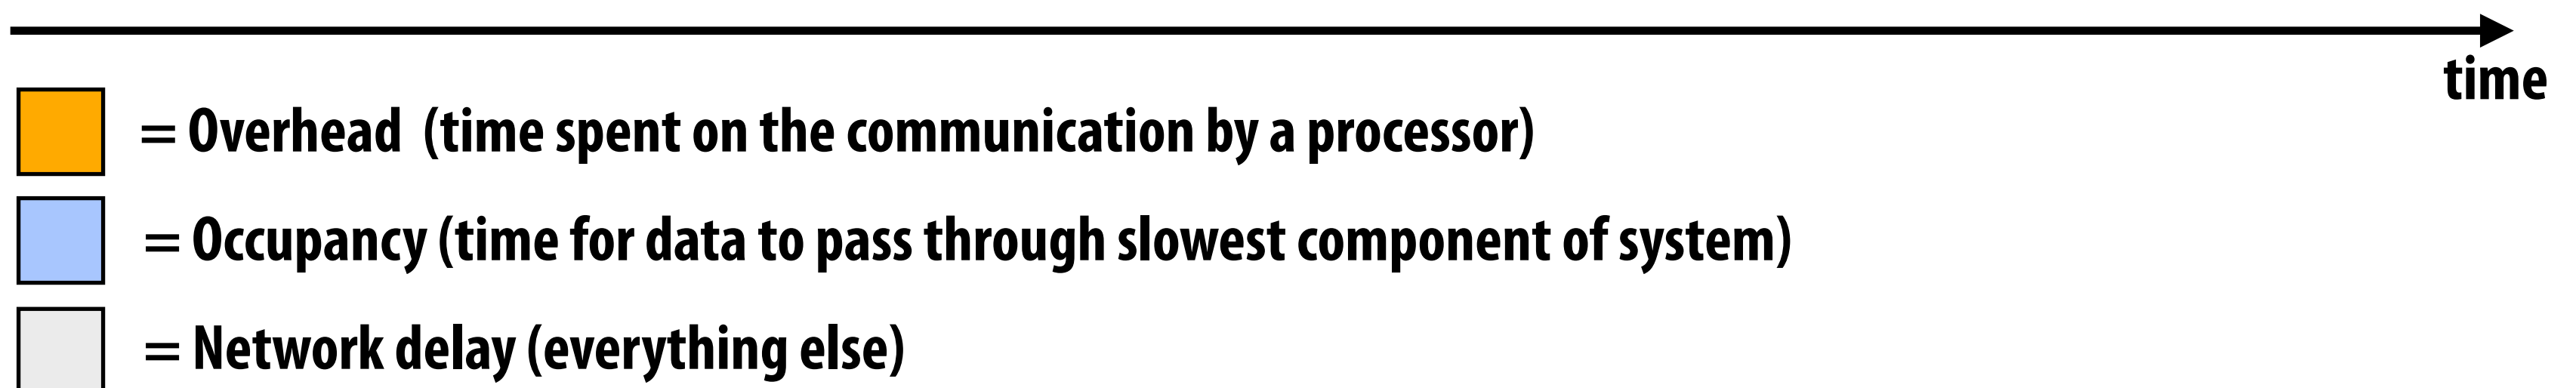 time
= Overhead  (time spent on the communication by a processor)
= Occupancy (time for data to pass through slowest component of system)
= Network delay (everything else)